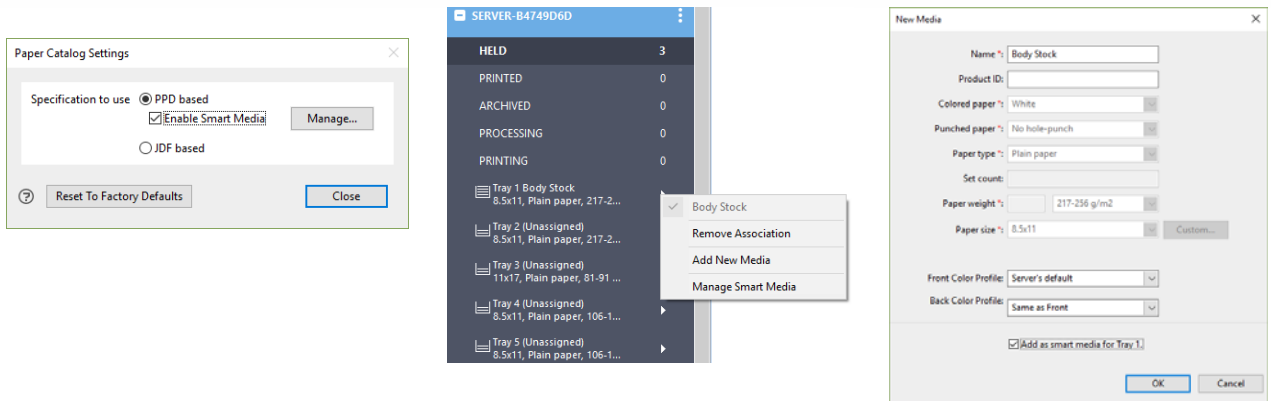 Paper Catalog Settings
Specification to use PPD based
Enable Smart Media
Manage...
JDF based
Reset To Factory Defaults
Close
SERVER-B4749D6D
HELD 3
PRINTED 0
ARCHIVED 0
PROCESSING 0
PRINTING 0
Tray 1 Body Stock
8.5x11, Plain paper, 217-2...
Tray 2 (Unassigned)
8.5x11, Plain paper, 217-2...
Tray 3 (Unassigned)
11x17, Plain paper, 81-91 ...
Tray 4 (Unassigned)
8.5x11, Plain paper, 106-1...
Tray 5 (Unassigned)
8.5x11, Plain paper, 106-1...
Body Stock
Remove Association
Add New Media
Manage Smart Media
New Media
Name *: Body Stock
Product ID:
Colored paper *: White
Punched paper *: No hole-punch
Paper type *: Plain paper
Set count:
Paper weight *: 217-256 g/m2
Paper size *: 8.5x11 Custom...
Front Color Profile: Server's default
Back Color Profile: Same as Front
Add as smart media for Tray 1.
OK Cancel